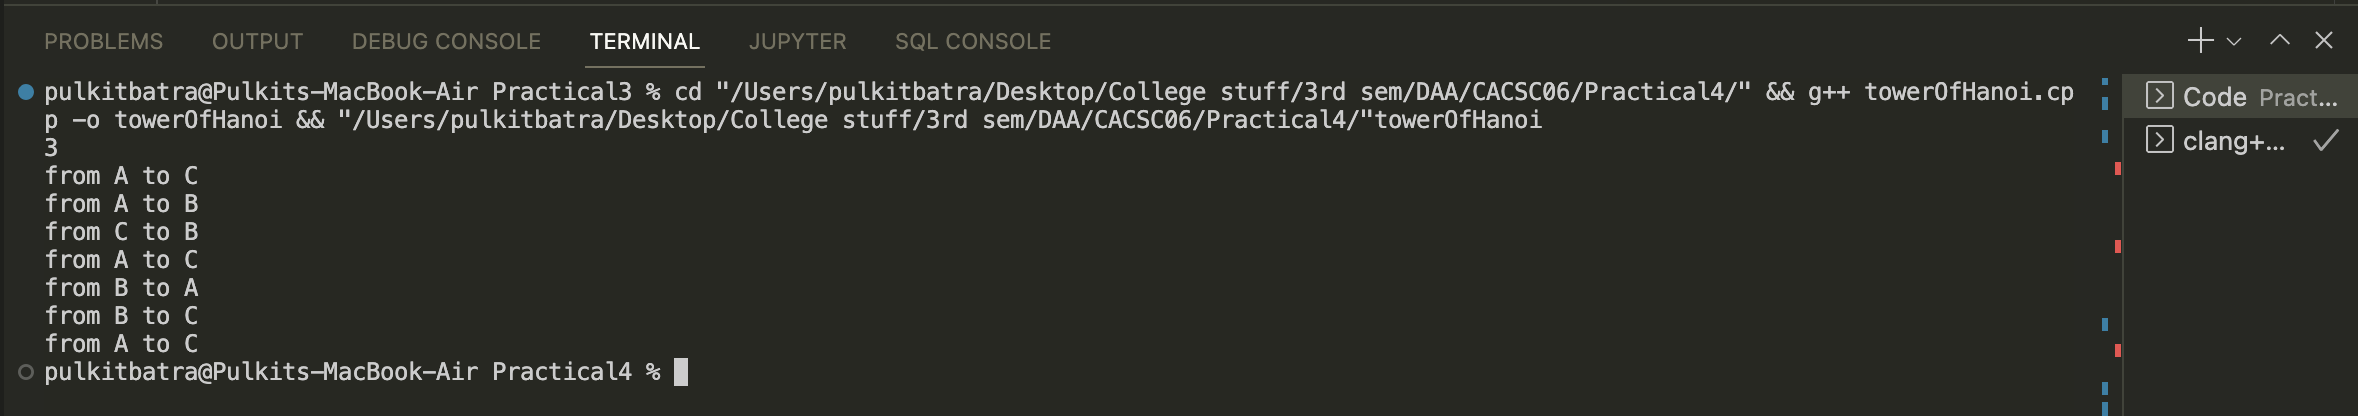 PROBLEMS OUTPUT DEBUG CONSOLE TERMINAL JUPYTER SQL CONSOLE
pulkitbatra@Pulkits-MacBook-Air Practical3 % cd "/Users/pulkitbatra/Desktop/College stuff/3rd sem/DAA/CACSC06/Practical4/" && g++ towerOfHanoi.cp
p -o towerOfHanoi && "/Users/pulkitbatra/Desktop/College stuff/3rd sem/DAA/CACSC06/Practical4/"towerOfHanoi
3
from A to C
from A to B
from C to B
from A to C
from B to A
from B to C
from A to C
pulkitbatra@Pulkits-MacBook-Air Practical4 %
Code Pract...
clang+...